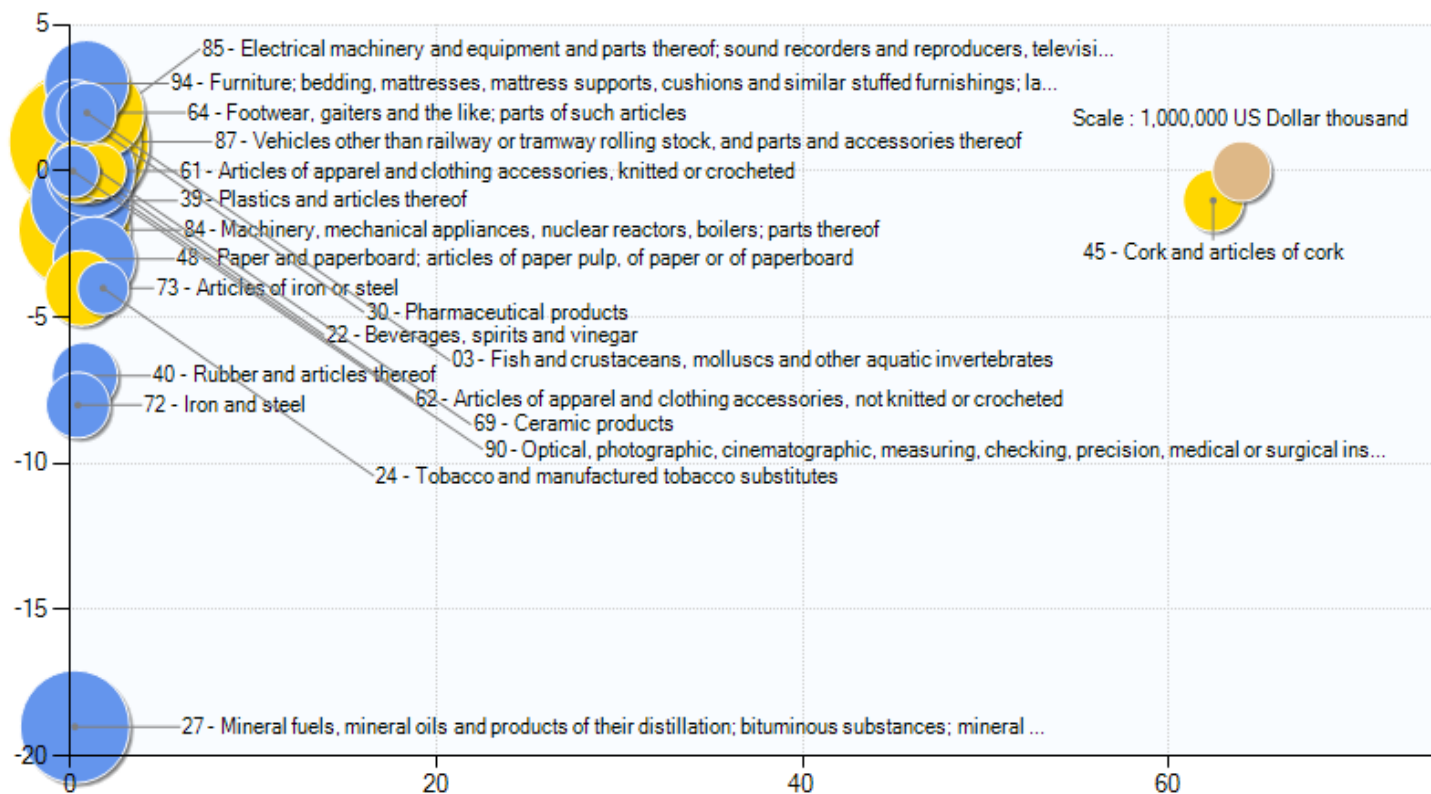 5
85 - Electrical machinery and equipment and parts thereof; sound recorders and reproducers, televisi...
94 - Furniture; bedding, mattresses, mattress supports, cushions and similar stuffed furnishings; la...
64 - Footwear, gaiters and the like; parts of such articles
Scale : 1,000,000 US Dollar thousand
87 - Vehicles other than railway or tramway rolling stock, and parts and accessories thereof
0
61 - Articles of apparel and clothing accessories, knitted or crocheted
39 - Plastics and articles thereof
84 - Machinery, mechanical appliances, nuclear reactors, boilers; parts thereof
45 - Cork and articles of cork
48 - Paper and paperboard; articles of paper pulp, of paper or of paperboard
73 - Articles of iron or steel
30 - Pharmaceutical products
-5
22 - Beverages, spirits and vinegar
03 - Fish and crustaceans, molluscs and other aquatic invertebrates
40 - Rubber and articles thereof
62 - Articles of apparel and clothing accessories, not knitted or crocheted
72 - Iron and steel
69 - Ceramic products
90 - Optical, photographic, cinematographic, measuring, checking, precision, medical or surgical ins...
-10
24 - Tobacco and manufactured tobacco substitutes
-15
27 - Mineral fuels, mineral oils and products of their distillation; bituminous substances; mineral ...
-20
0 20 40 60